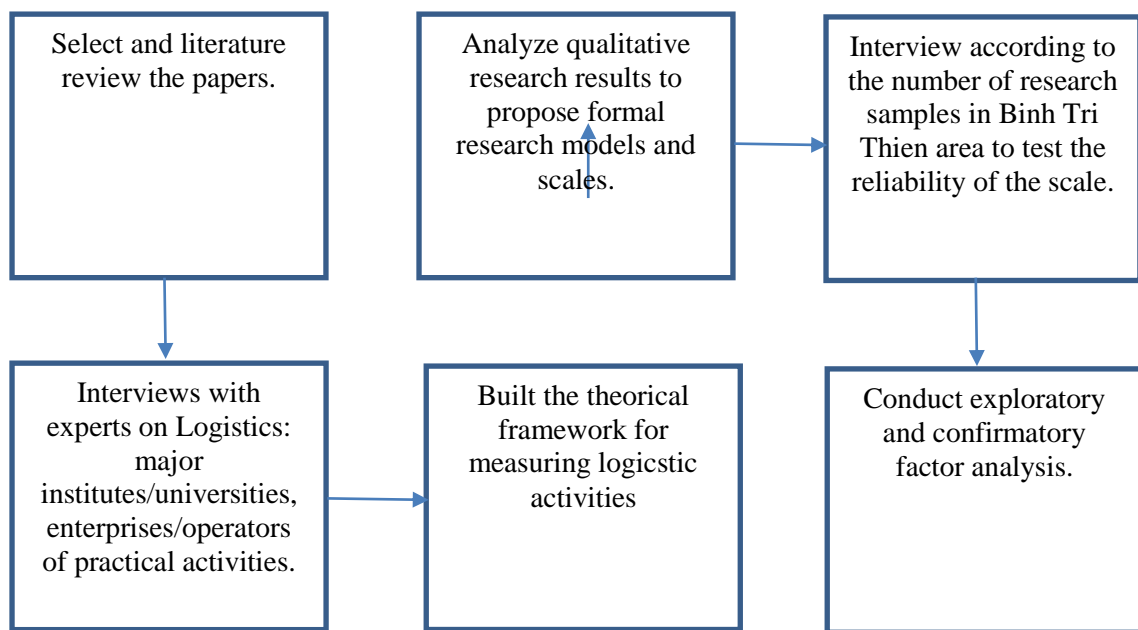 Select and literature
review the papers.
Analyze qualitative
research results to
propose formal
research models and
scales.
Interview according to
the number of research
samples in Binh Tri
Thien area to test the
reliability of the scale.
Interviews with
experts on Logistics:
major
institutes/universities,
enterprises/operators
of practical activities.
Built the theorical
framework for
measuring logicstic
activities
Conduct exploratory
and confirmatory
factor analysis.